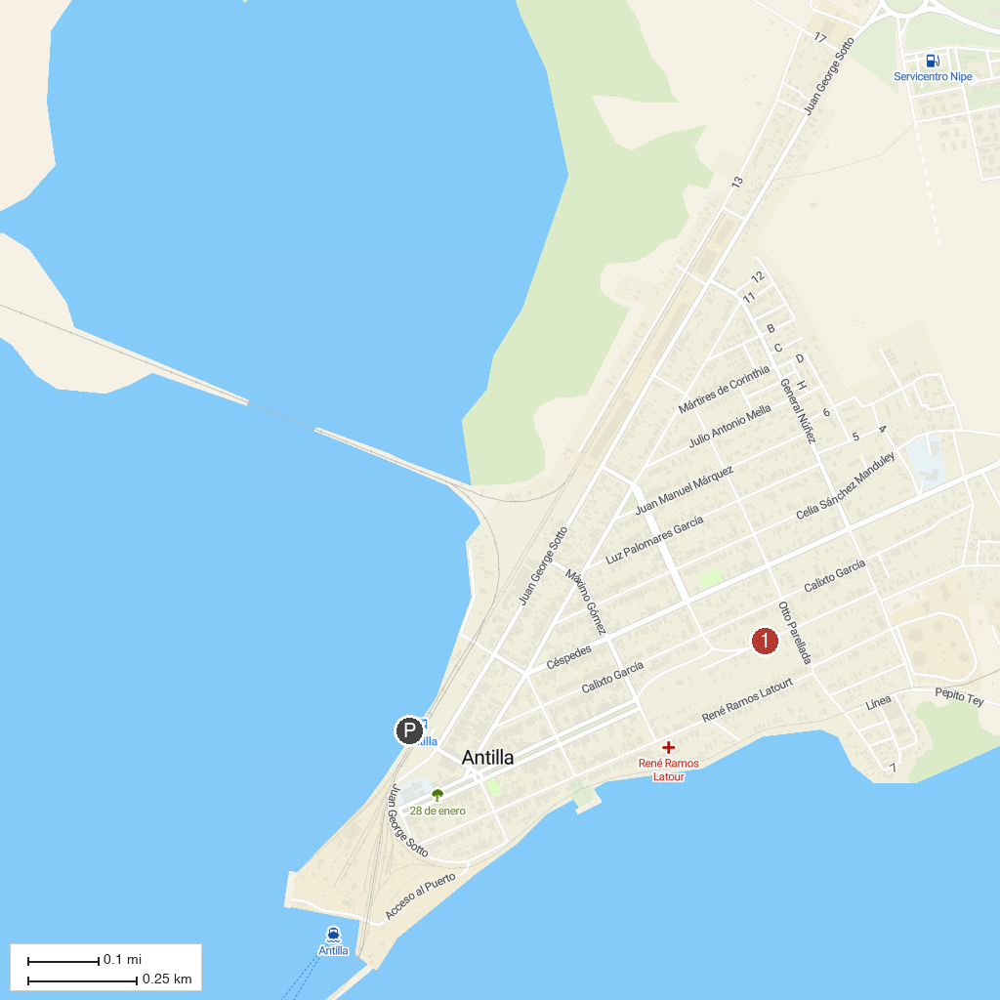 17
Juan George Sotto
Servicentro Nipe
13
12
11
B
C
D
H
Mártires de Corinthia
General Núñez
Julio Antonio Mella
6
5
4
Juan Manuel Márquez
Celia Sánchez Manduley
Luz Palomares García
Juan George Sotto
Máximo Gómez
Calixto García
Otto Parellada
1
Céspedes
Calixto García
René Ramos Latourt
Línea
Pepito Tey
P
tilla
Antilla
René Ramos
Latour
7
28 de enero
Juan George Sotto
Acceso al Puerto
Antilla
0.1 mi
0.25 km